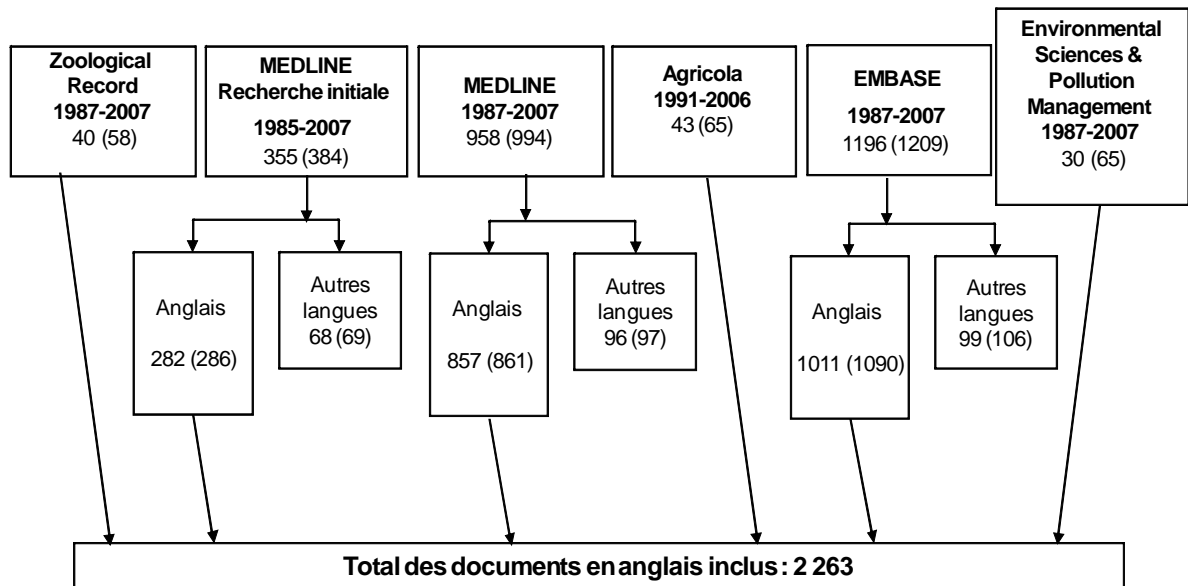 Zoological
Record
1987-2007
40 (58)
MEDLINE
Recherche initiale
1985-2007
355 (384)
MEDLINE
1987-2007
958 (994)
Agricola
1991-2006
43 (65)
EMBASE
1987-2007
1196 (1209)
Environmental
Sciences &
Pollution
Management
1987-2007
30 (65)
Anglais
282 (286)
Autres
langues
68 (69)
Anglais
857 (861)
Autres
langues
96 (97)
Anglais
1011 (1090)
Autres
langues
99 (106)
Total des documents en anglais inclus : 2 263